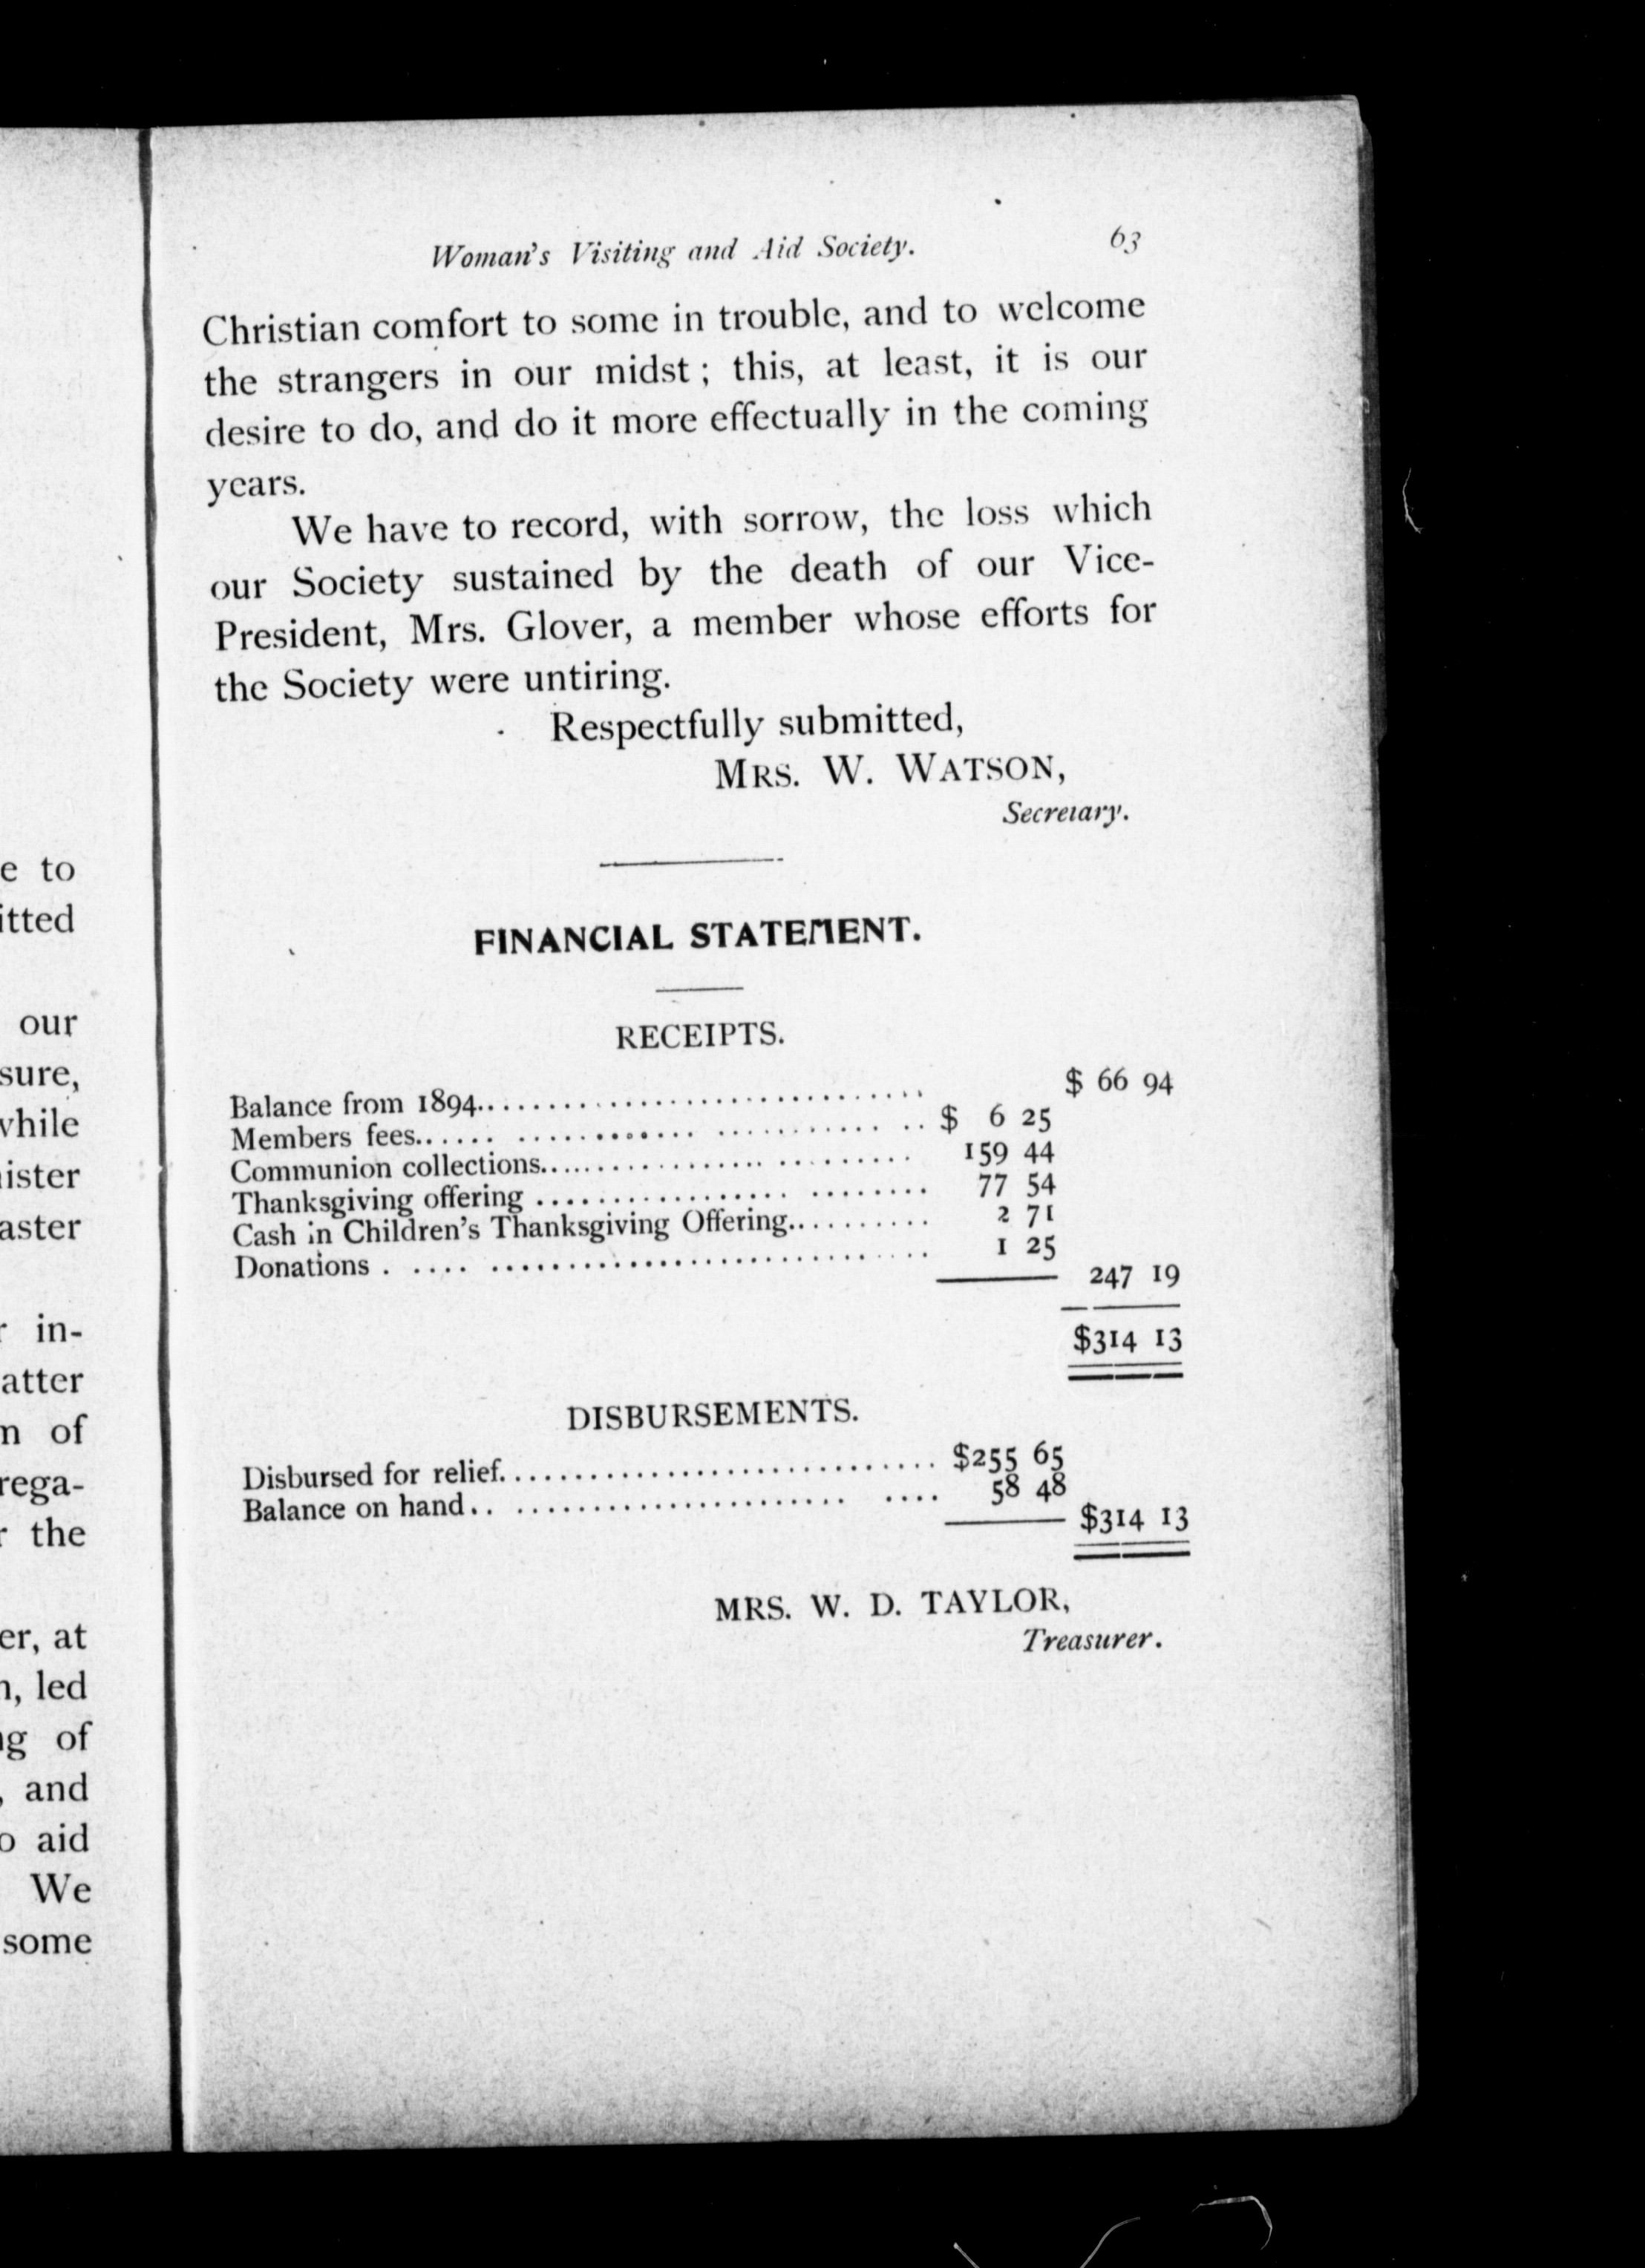 e to
itted
our
sure,
while
ister
aster
r in-
atter
n of
rega-
r the
er, at
n, led
ng of
, and
o aid
We
some
Woman's Visiting and Aid Society. 63
Christian comfort to some in trouble, and to welcome
the strangers in our midst ; this, at least, it is our
desire to do, and do it more effectually in the coming
years.
We have to record, with sorrow, the loss which
our Society sustained by the death of our Vice-
President, Mrs. Glover, a member whose efforts for
the Society were untiring.
Respectfully submitted,
MRS. W. WATSON,
Secretary.
FINANCIAL STATEMENT.
RECEIPTS.
Balance from 1894.................................... $ 66 94
Members fees.................................... $ 6 25
Communion collections.............................. 159 44
Thanksgiving offering .............................. 77 54
Cash in Children's Thanksgiving Offering........... 2 71
Donations .................................... 1 25
247 19
$314 13
DISBURSEMENTS.
Disbursed for relief.............................. $255 65
Balance on hand.............................. 58 48
$314 13
MRS. W. D. TAYLOR,
Treasurer.